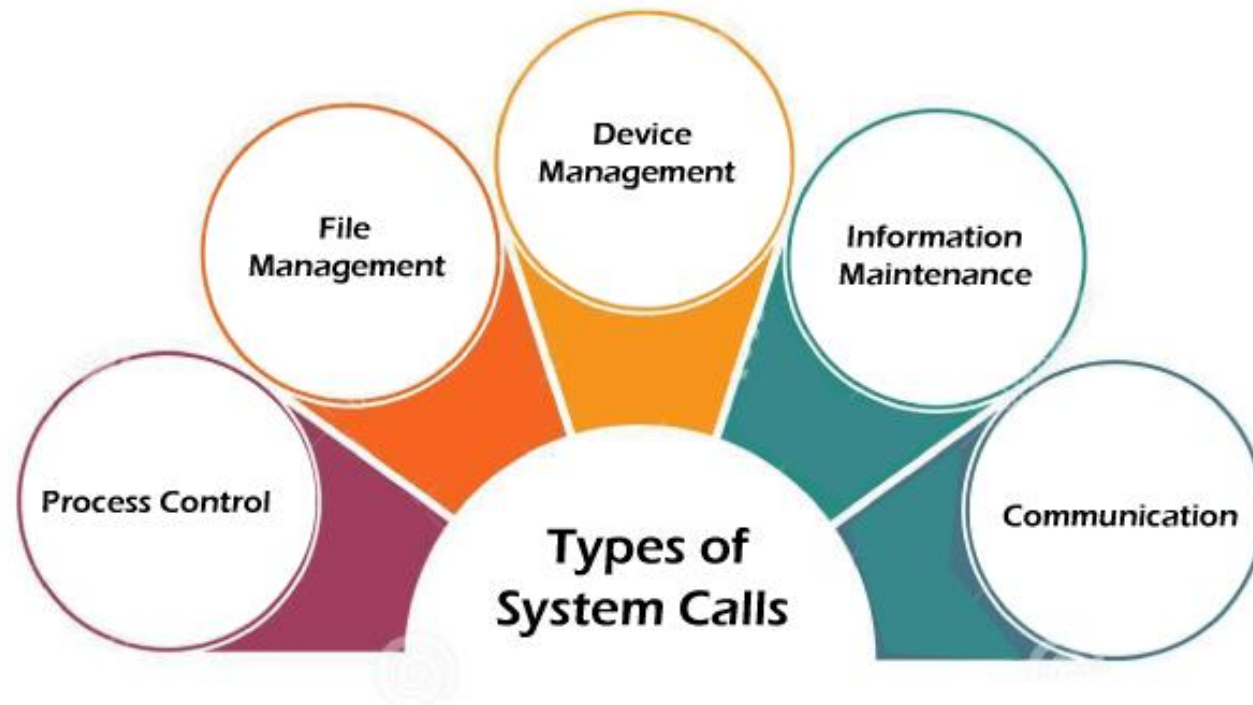 Device
Management
File
Management
Information
Maintenance
Process Control
Communication
Types of
System Calls